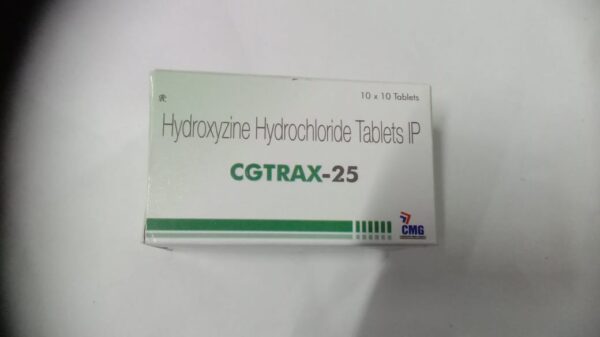 10 x 10 Tablets
Hydroxyzine Hydrochloride Tablets IP
CGTRAX-25
CMG